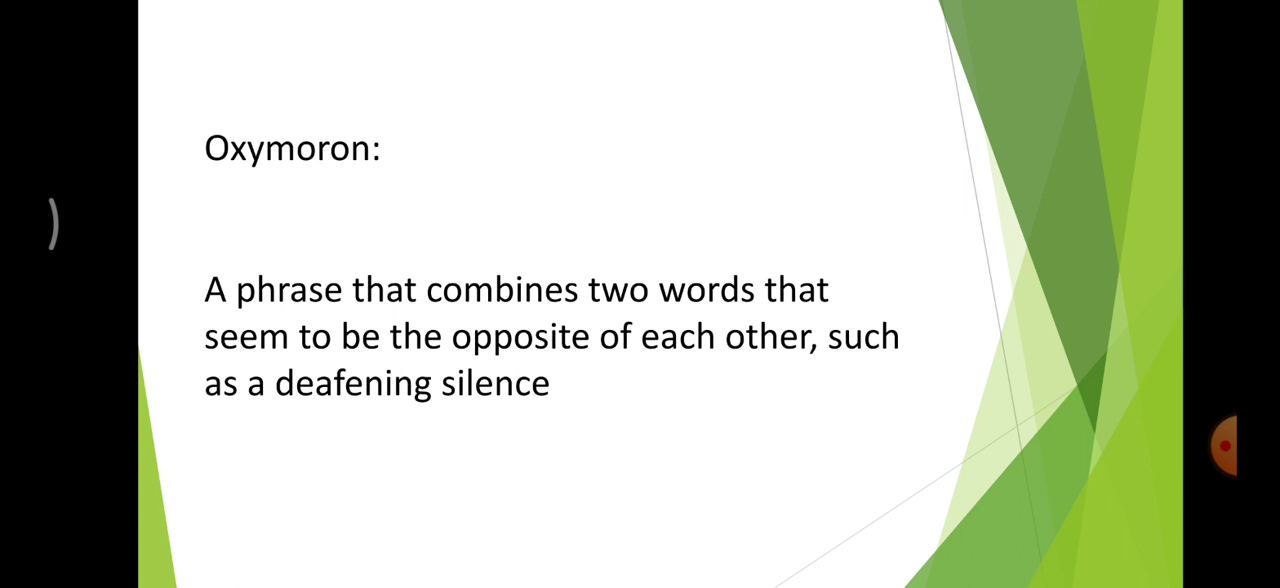 Oxymoron:
A phrase that combines two words that
seem to be the opposite of each other, such
as a deafening silence